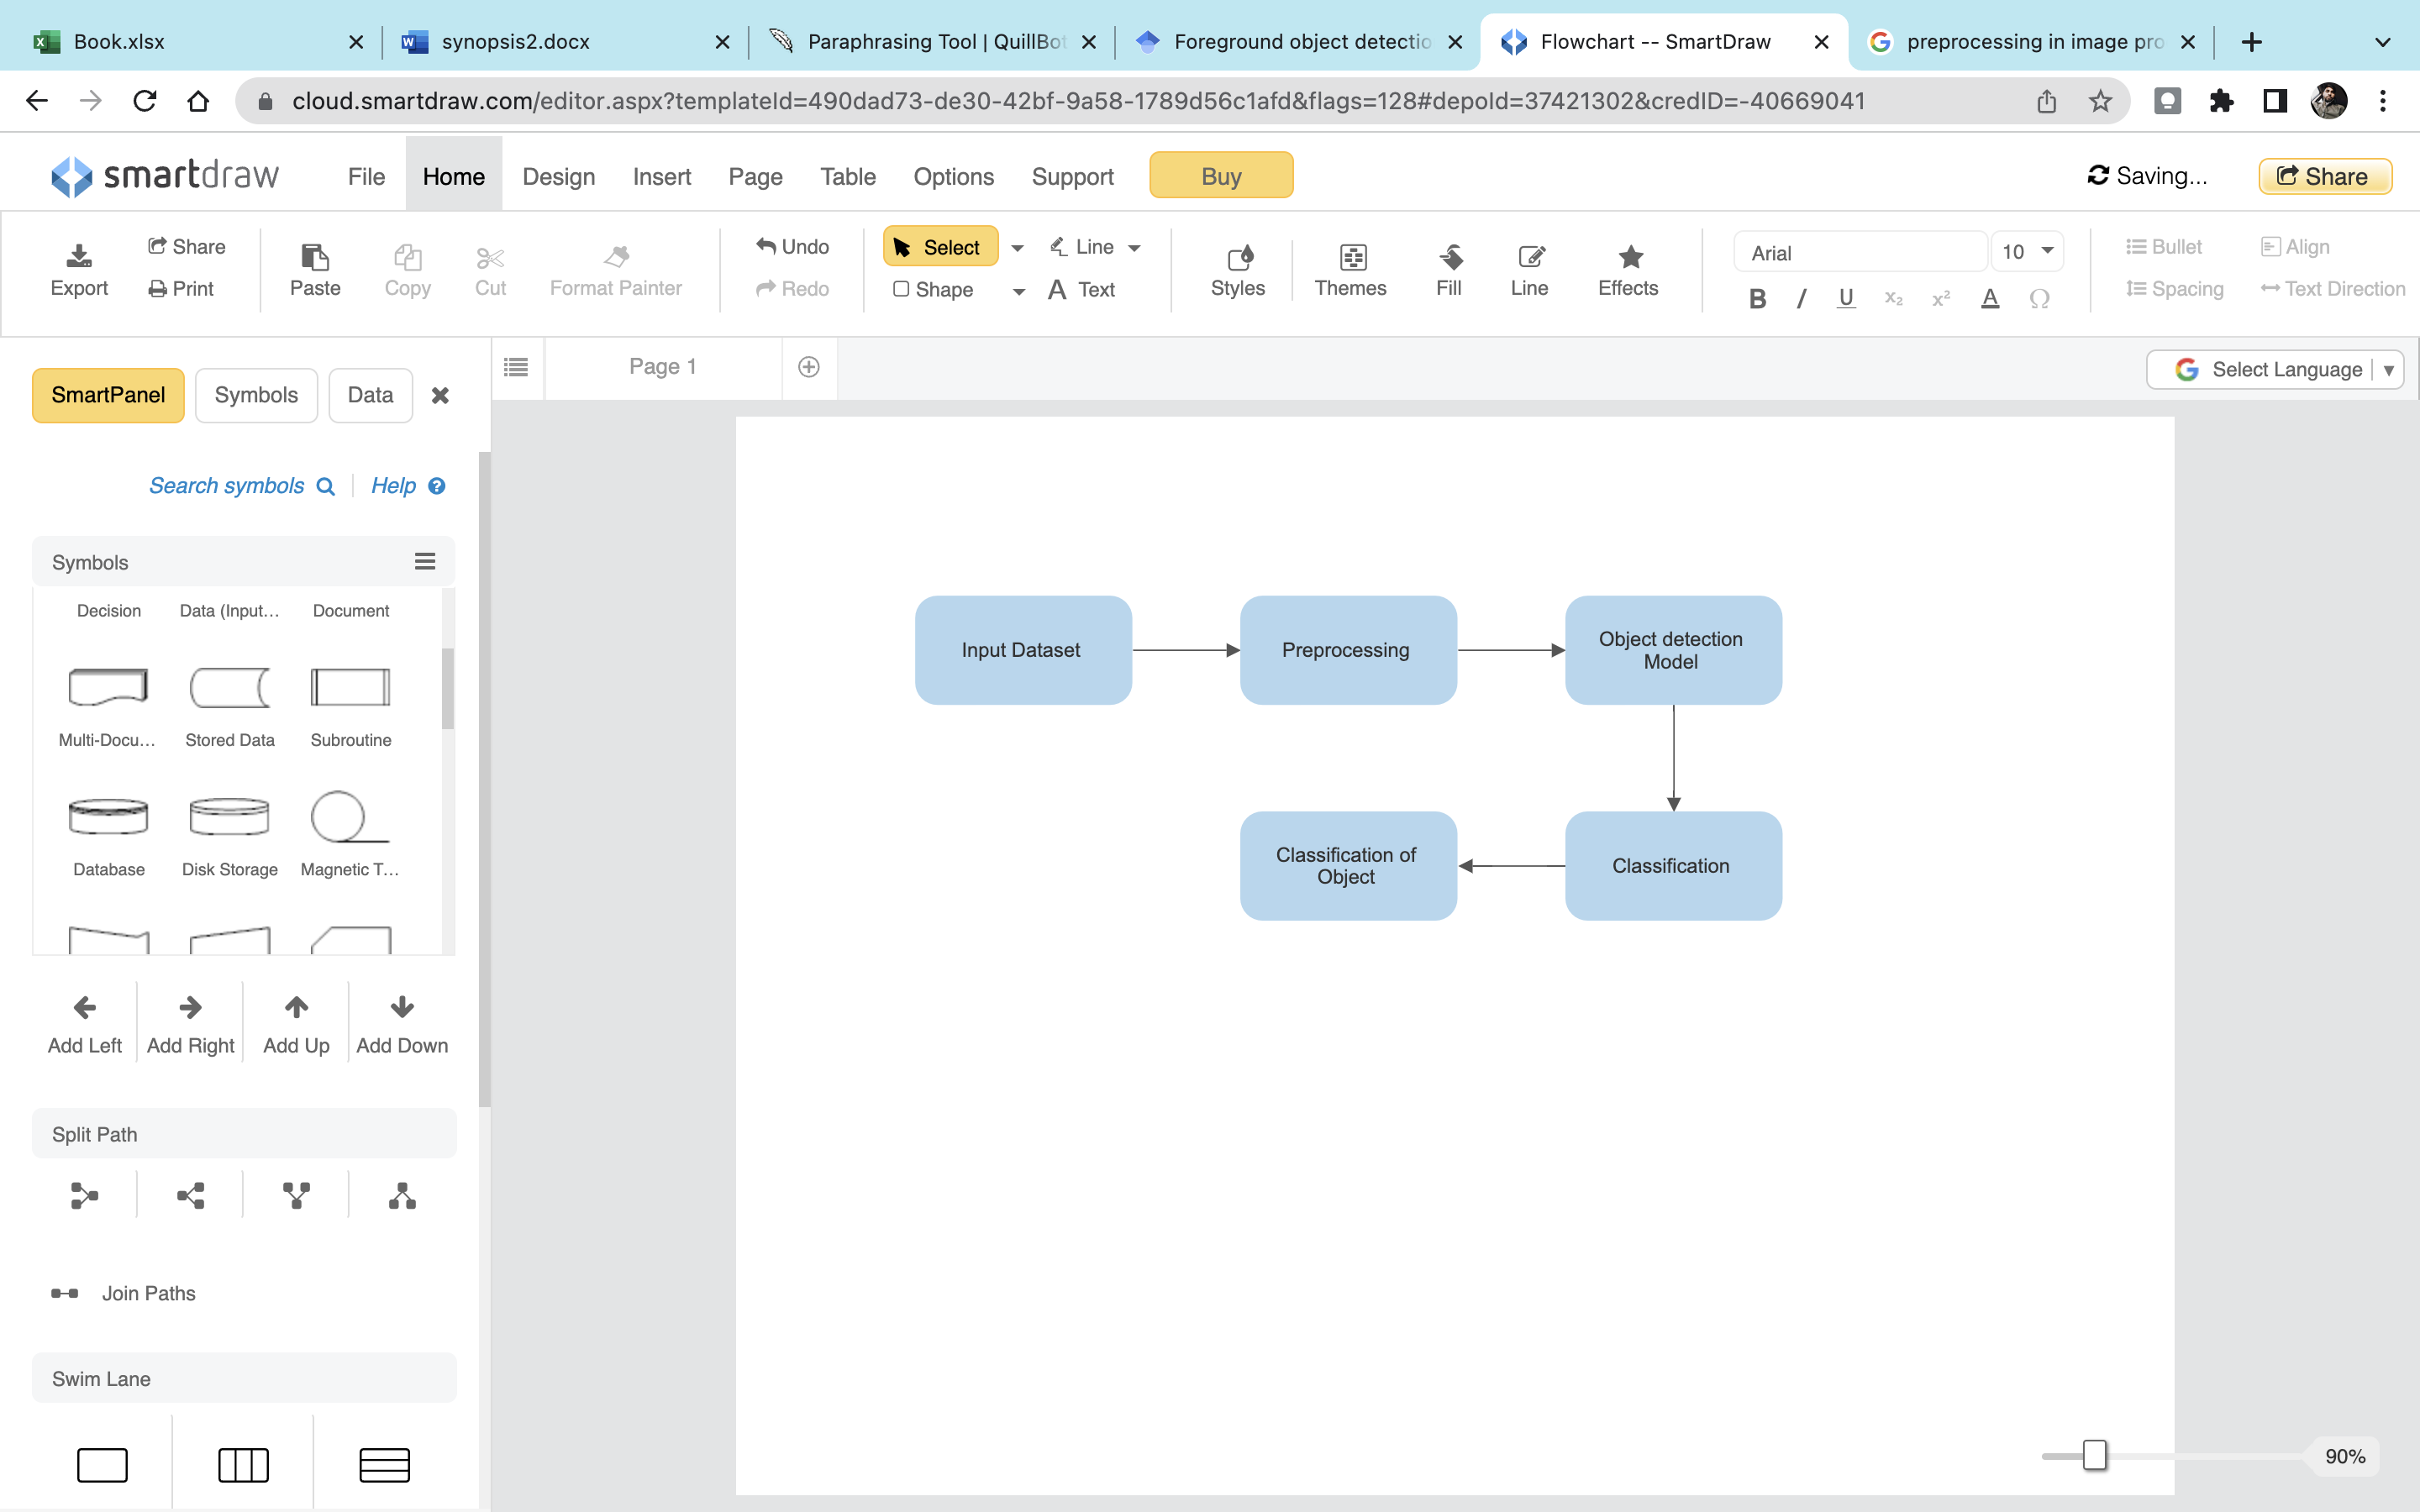 Book.xlsx
synopsis2.docx
Paraphrasing Tool | QuillBot
Foreground object detectio
Flowchart -- SmartDraw
preprocessing in image pro
cloud.smartdraw.com/editor.aspx?templateId=490dad73-de30-42bf-9a58-1789d56c1afd&flags=128#depoId=37421302&credID=-40669041
smartdraw
File
Home
Design
Insert
Page
Table
Options
Support
Buy
Saving...
Share
Export
Share
Print
Paste
Copy
Cut
Format Painter
Undo
Redo
Select
Shape
Line
A Text
Styles
Themes
Fill
Line
Effects
Arial
10
B I U x₂ x² A Ω
Bullet
Spacing
Align
Text Direction
SmartPanel
Symbols
Data
Page 1
Select Language
Search symbols
Help
Symbols
Decision
Data (Input...
Document
Multi-Docu...
Stored Data
Subroutine
Database
Disk Storage
Magnetic T...
Add Left
Add Right
Add Up
Add Down
Split Path
Join Paths
Swim Lane
Input Dataset
Preprocessing
Object detection
Model
Classification of
Object
Classification
90%